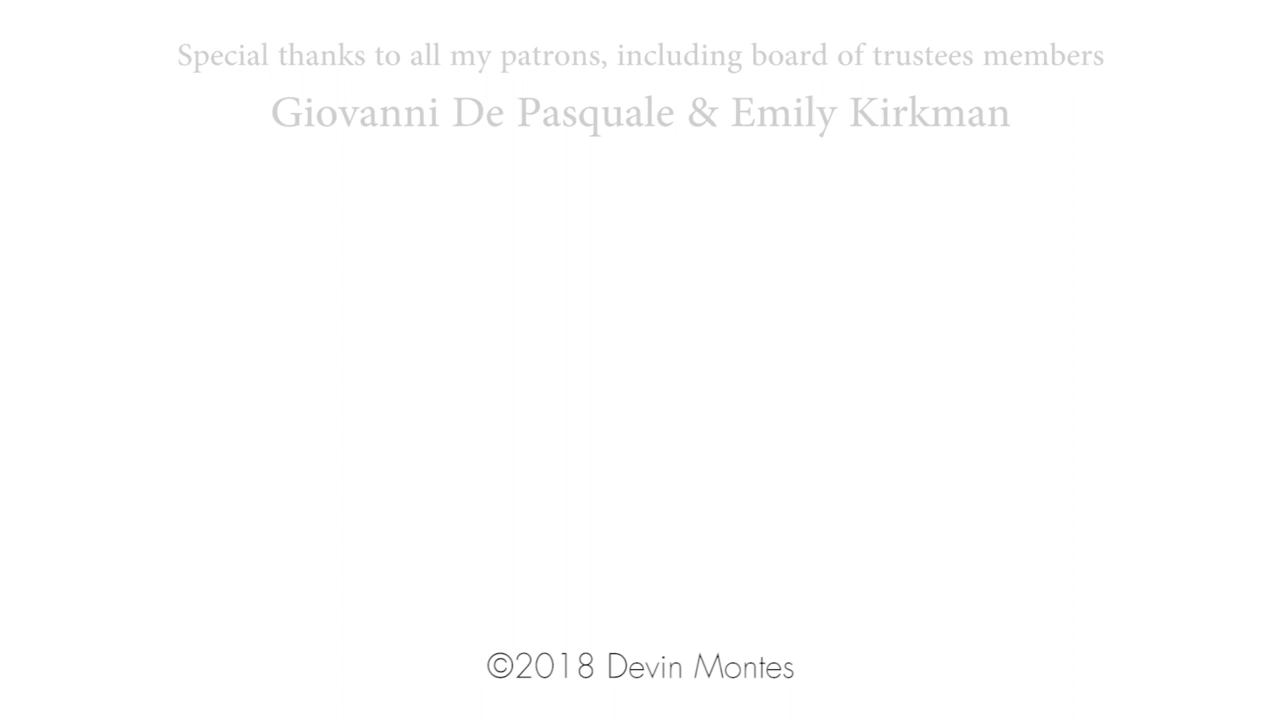 Special thanks to all my patrons, including board of trustees members
Giovanni De Pasquale & Emily Kirkman
©2018 Devin Montes